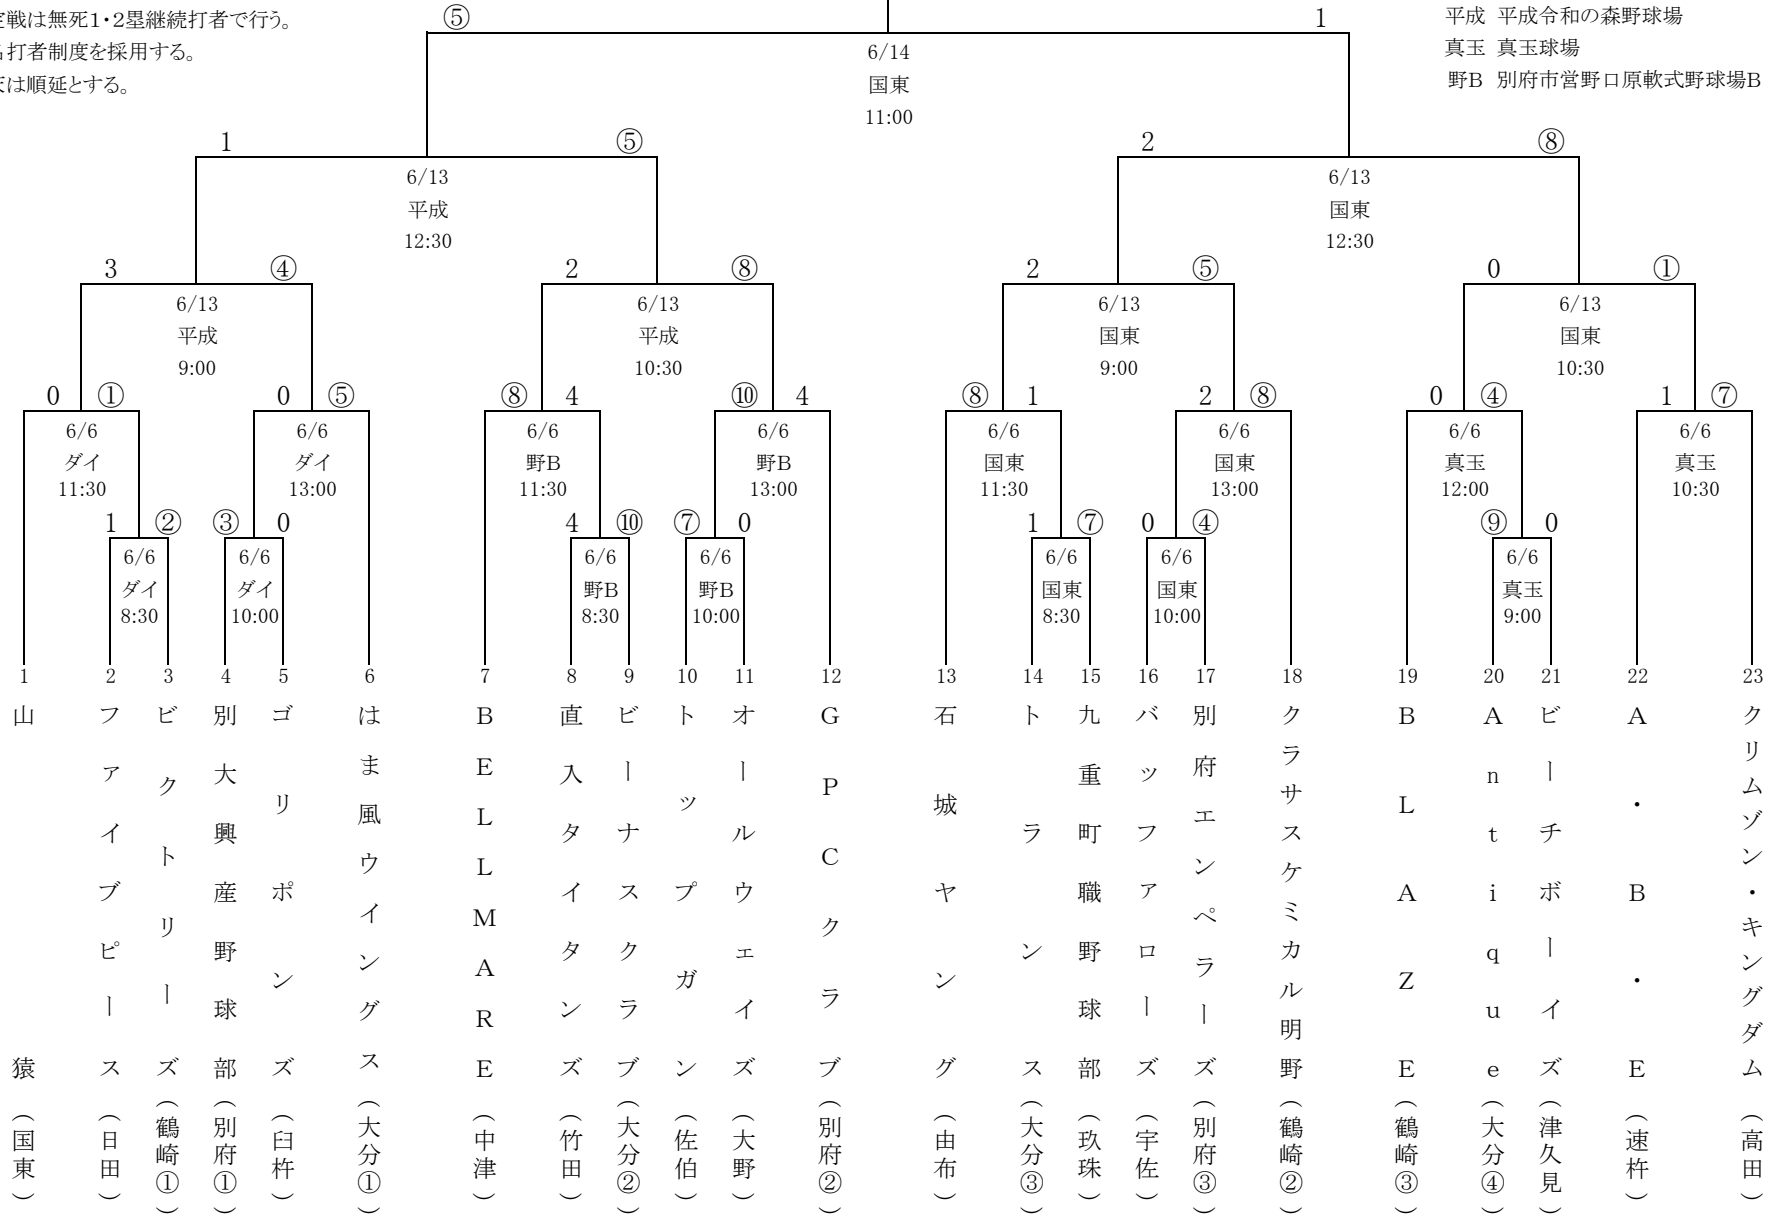 定戦は無死1・2塁継続打者で行う。
名打者制度を採用する。
天は順延とする。
平成 平成令和の森野球場
真玉 真玉球場
野B 別府市営野口原軟式野球場B
⑤ 1
6/14
国東
11:00
1 ⑤ 2 ⑧
6/13 6/13
平成 国東
12:30 12:30
3 ④ 2 ⑧ 2 ⑤ 0 ①
6/13 6/13 6/13 6/13
平成 平成 国東 国東
9:00 10:30 9:00 10:30
0 ① 0 ⑤ ⑧ 4 ⑩ 4 ⑧ 1 2 ⑧ 0 ④ 1 ⑦
6/6 6/6 6/6 6/6 6/6 6/6 6/6 6/6
ダイ ダイ 野B 野B 国東 国東 真玉 真玉
11:30 13:00 11:30 13:00 11:30 13:00 12:00 10:30
1 ② ③ 0 4 ⑩ ⑦ 0 1 ⑦ 0 ④ ⑨ 0
6/6 6/6 6/6 6/6 6/6 6/6 6/6
ダイ ダイ 野B 野B 国東 国東 真玉
8:30 10:00 8:30 10:00 8:30 10:00 9:00
1 2 3 4 5 6 7 8 9 10 11 12 13 14 15 16 17 18 19 20 21 22 23
山猿(国東)
ファイブピース(日田)
ビクトリーズ(鶴崎①)
別大興産野球部(別府①)
ゴリポンズ(臼杵)
はま風ウイングス(大分①)
BELLMARE(中津)
直入タイタンズ(竹田)
ビーナスクラブ(大分②)
トップガン(佐伯)
オールウェイズ(大野)
GPCクラブ(別府②)
石城ヤング(由布)
トランス(大分③)
九重町職野球部(玖珠)
バッファローズ(宇佐)
別府エンペラーズ(別府③)
クラサスケミカル明野(鶴崎②)
BLAZE(鶴崎③)
Antique(大分④)
ビーチボーイズ(津久見)
A・B・E(速杵)
クリムゾン・キングダム(高田)